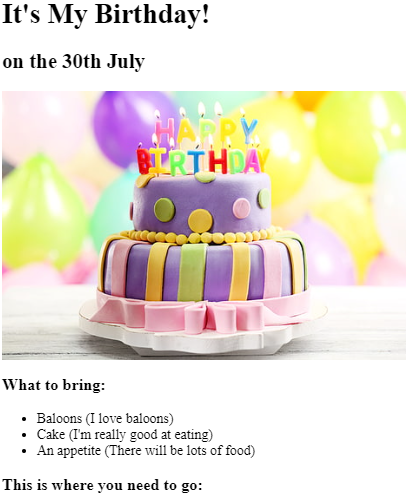 It's My Birthday!
on the 30th July
HAPPY
BIRTHDAY
What to bring:
Baloons (I love baloons)
Cake (I'm really good at eating)
An appetite (There will be lots of food)
This is where you need to go: